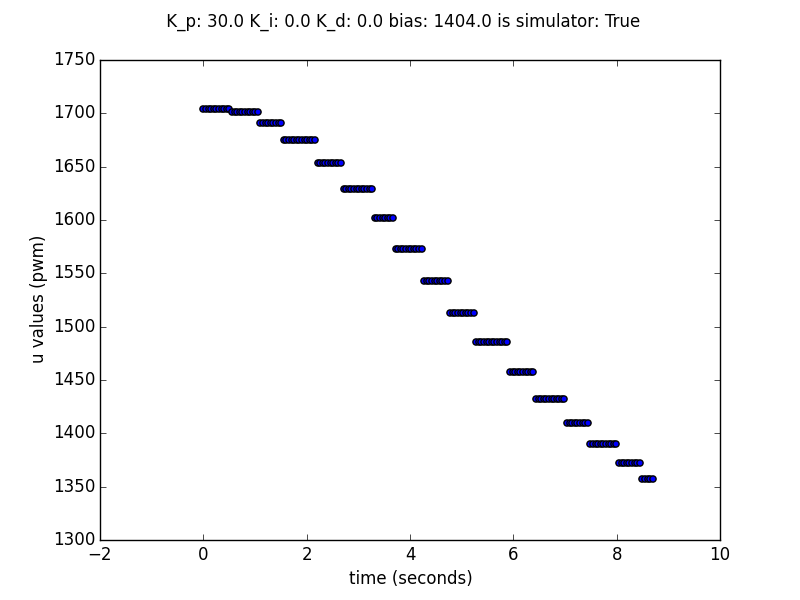 K_p: 30.0 K_i: 0.0 K_d: 0.0 bias: 1404.0 is simulator: True
1750
1700
1650
1600
1550
1500
1450
1400
1350
1300
u values (pwm)
−2 0 2 4 6 8 10
time (seconds)